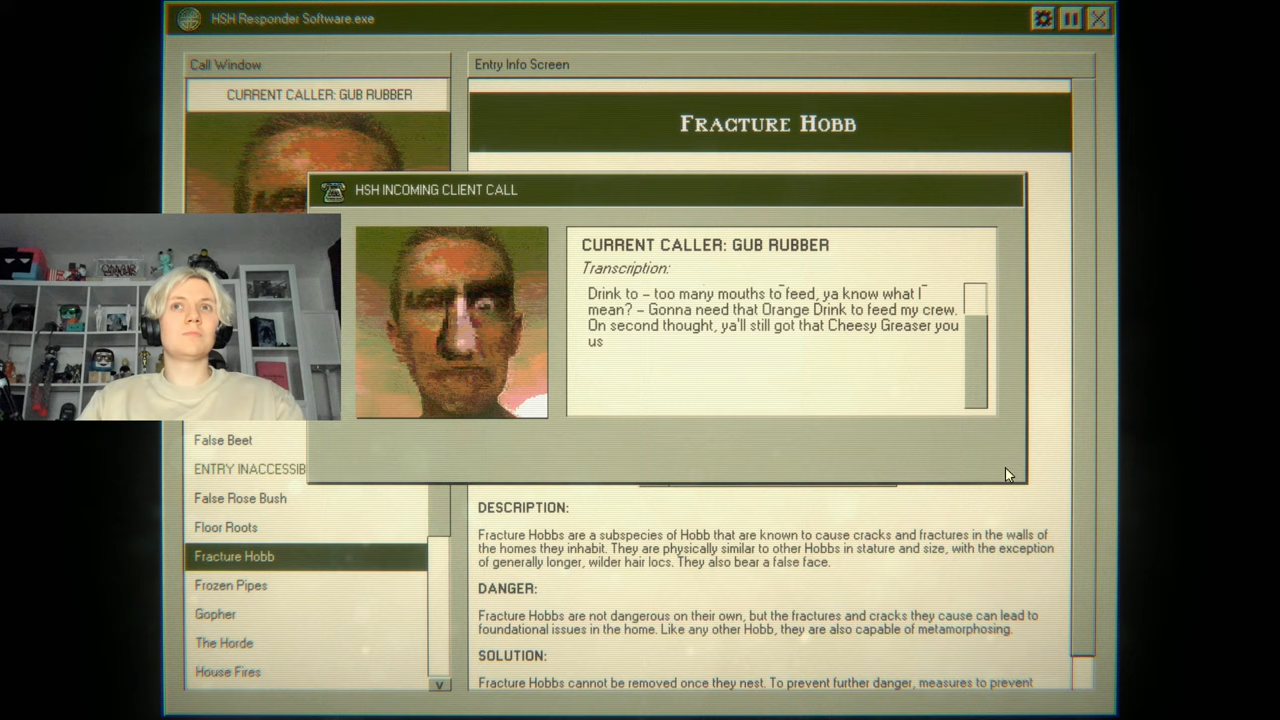 HSH Responder Software.exe
Call Window
Entry Info Screen
CURRENT CALLER: GUB RUBBER
FRACTURE HOBB
HSH INCOMING CLIENT CALL
CURRENT CALLER: GUB RUBBER
Transcription:
Drink to – too many mouths to feed, ya know what I
mean? – Gonna need that Orange Drink to feed my crew.
On second thought, ya'll still got that Cheesy Greaser you
us
False Beet
ENTRY INACCESSIB
False Rose Bush
Floor Roots
Fracture Hobb
Frozen Pipes
Gopher
The Horde
House Fires
DESCRIPTION:
Fracture Hobbs are a subspecies of Hobb that are known to cause cracks and fractures in the walls of
the homes they inhabit. They are physically similar to other Hobbs in stature and size, with the exception
of generally longer, wilder hair locs. They also bear a false face.
DANGER:
Fracture Hobbs are not dangerous on their own, but the fractures and cracks they cause can lead to
foundational issues in the home. Like any other Hobb, they are also capable of metamorphosing.
SOLUTION:
Fracture Hobbs cannot be removed once they nest. To prevent further danger, measures to prevent